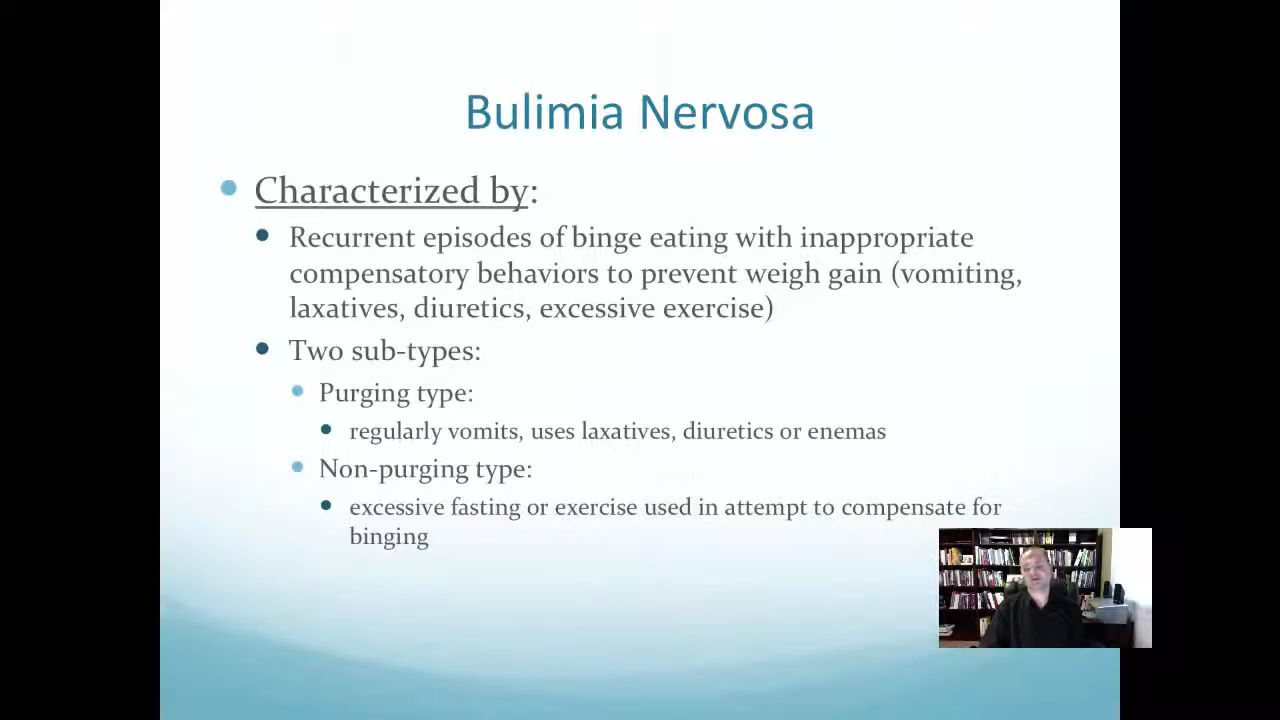 Bulimia Nervosa
Characterized by:
Recurrent episodes of binge eating with inappropriate
compensatory behaviors to prevent weigh gain (vomiting,
laxatives, diuretics, excessive exercise)
Two sub-types:
Purging type:
regularly vomits, uses laxatives, diuretics or enemas
Non-purging type:
excessive fasting or exercise used in attempt to compensate for
binging